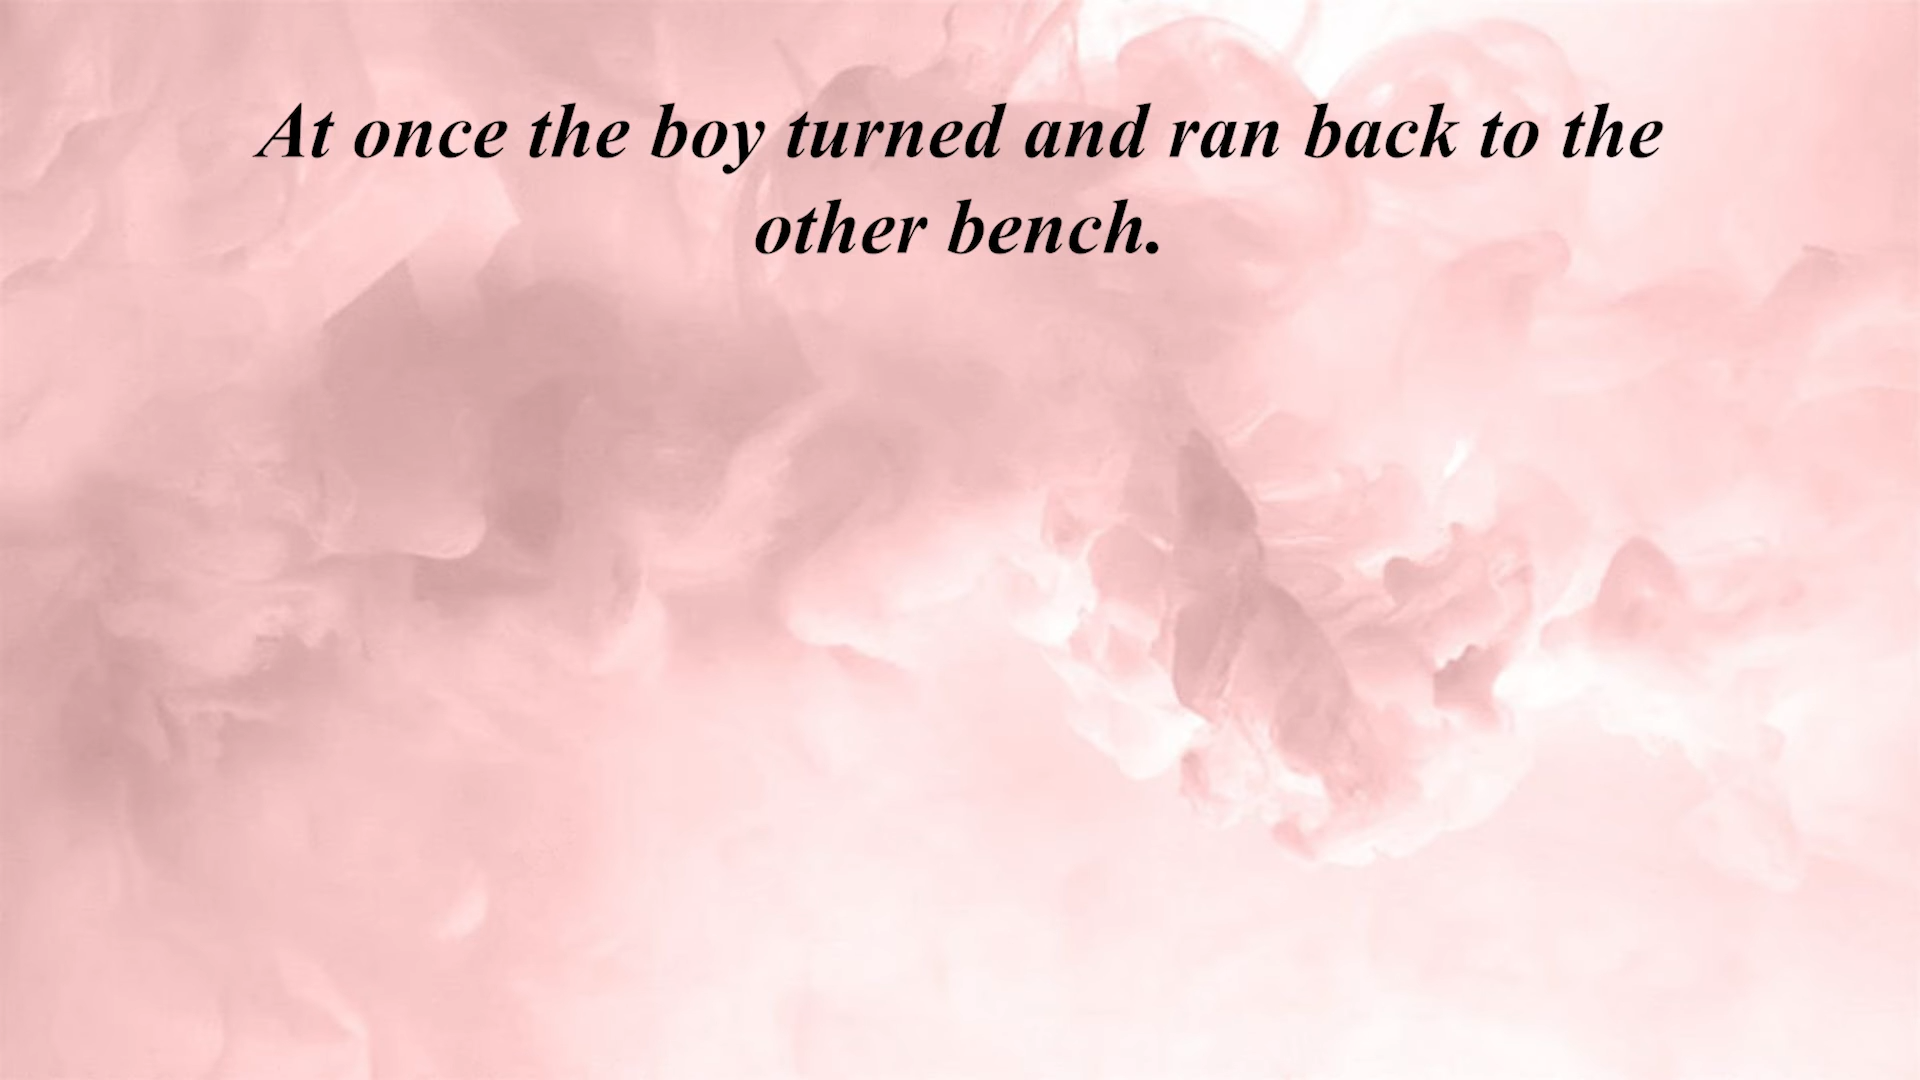 At once the boy turned and ran back to the
other bench.